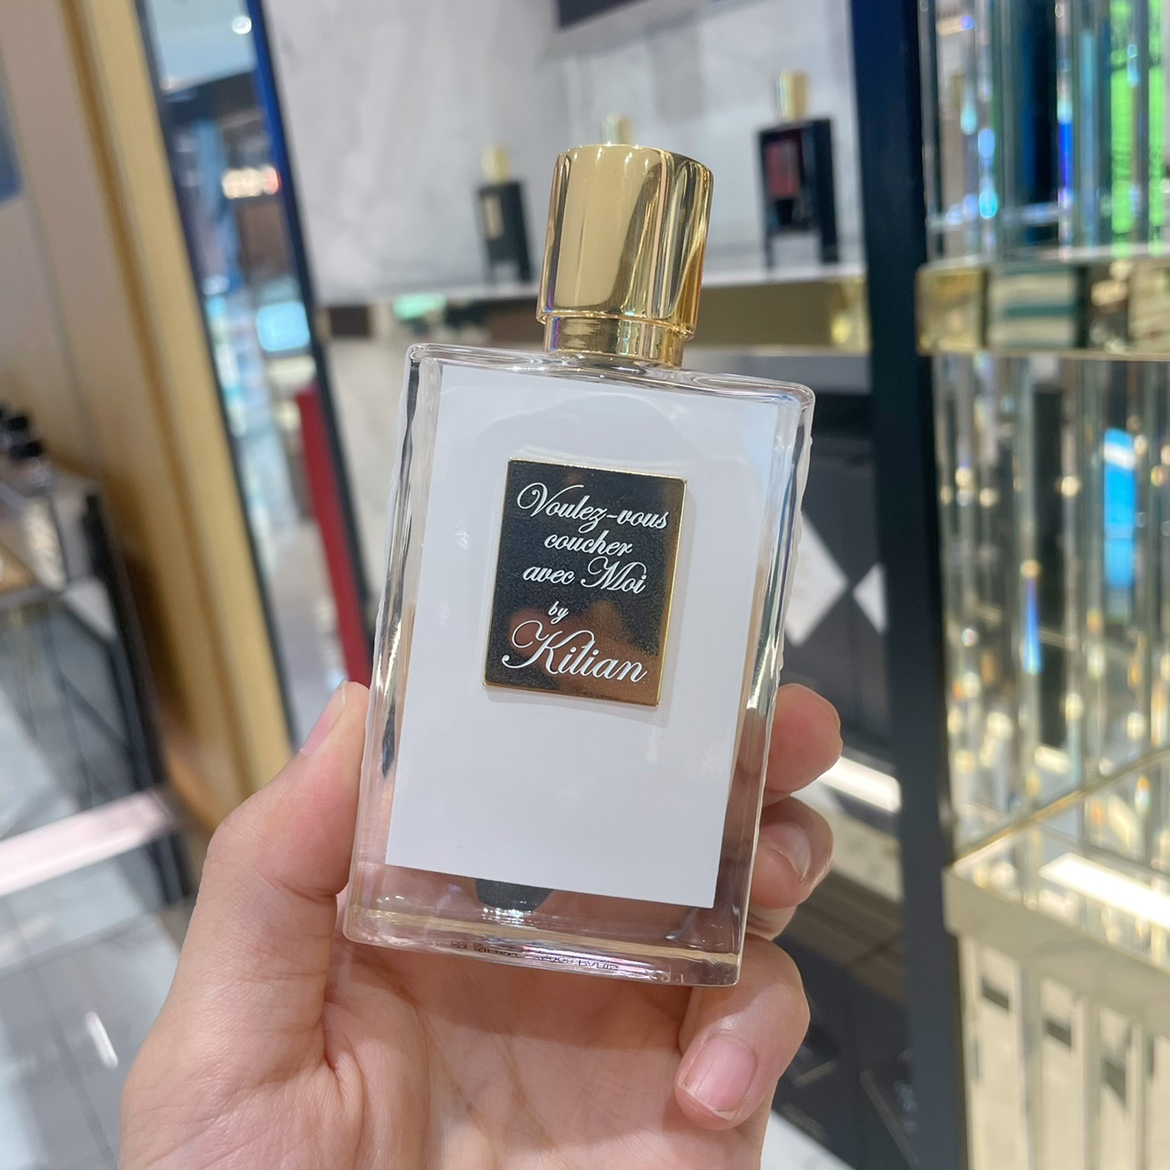 Voulez-vous
coucher
avec Moi
by
Kilian